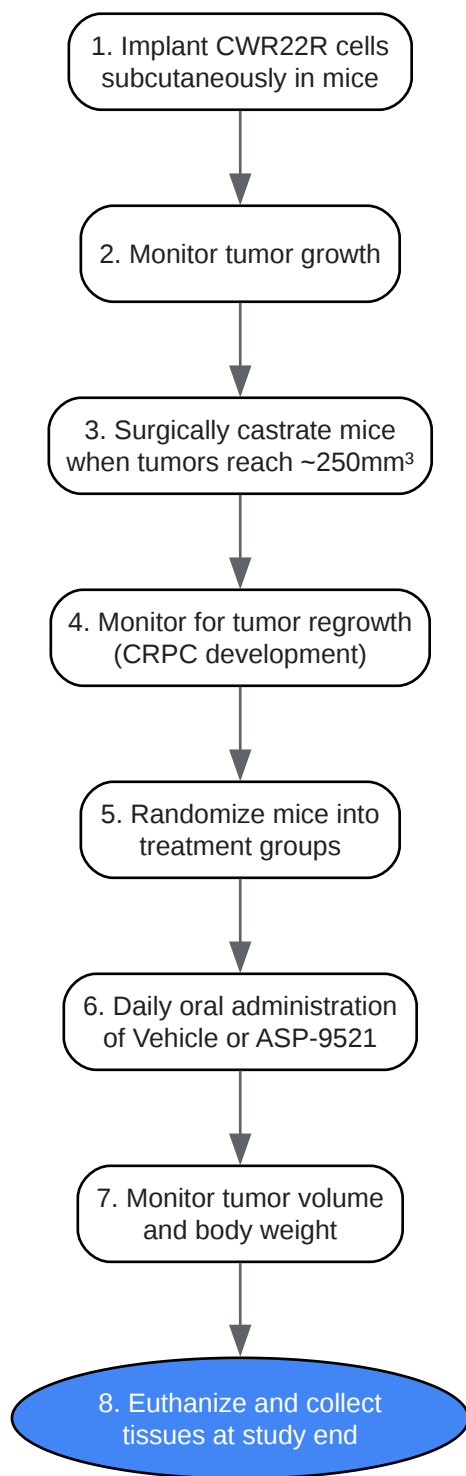 1. Implant CWR22R cells
subcutaneously in mice
2. Monitor tumor growth
3. Surgically castrate mice
when tumors reach ~250mm³
4. Monitor for tumor regrowth
(CRPC development)
5. Randomize mice into
treatment groups
6. Daily oral administration
of Vehicle or ASP-9521
7. Monitor tumor volume
and body weight
8. Euthanize and collect
tissues at study end